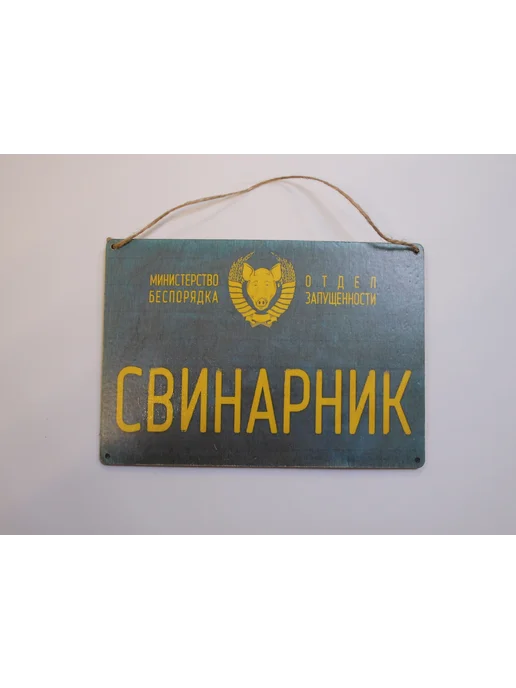 МИНИСТЕРСТВО
БЕСПОРЯДКА
ОТДЕЛ
ЗАПУЩЕННОСТИ
СВИНАРНИК